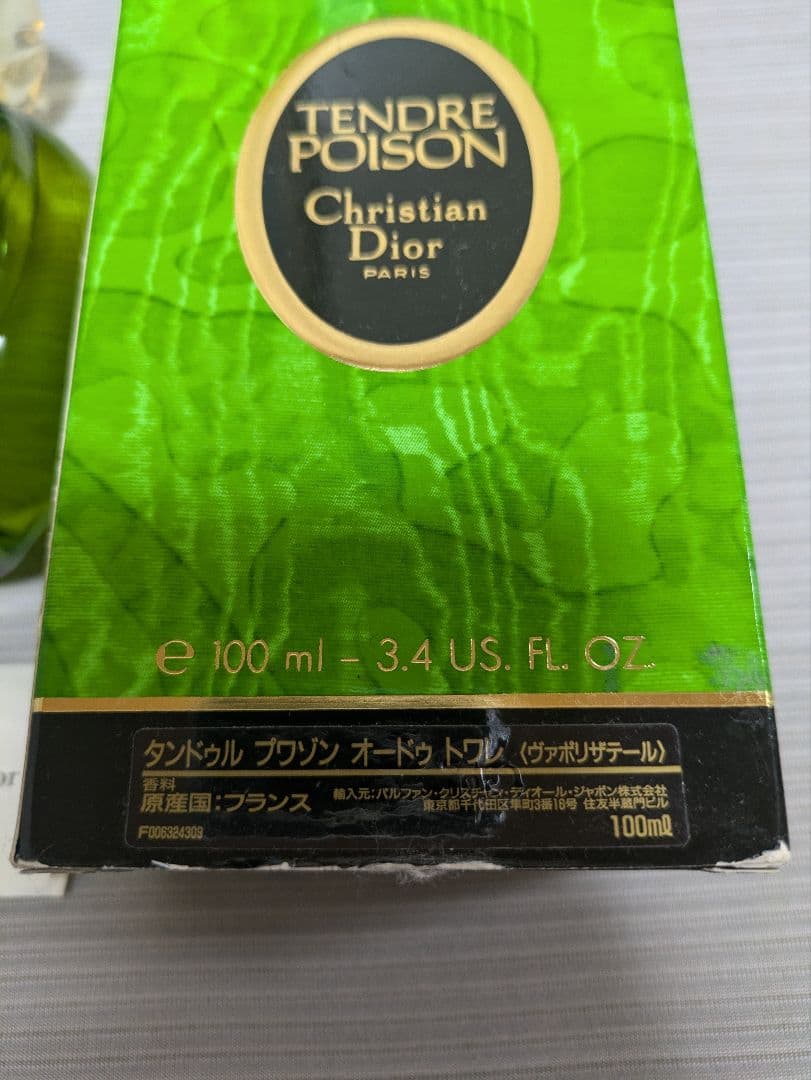 TENDRE
POISON
Christian
Dior
PARIS
e 100 ml – 3.4 US. FL. OZ.
タンドゥル プワゾン オードゥ トワレ〈ヴァポリザテール〉
香料
原産国：フランス
輸入元：パルファン・クリスチャン・ディオール・ジャポン株式会社
東京都千代田区隼町3番16号 住友半蔵門ビル
F006324309
100ml
or